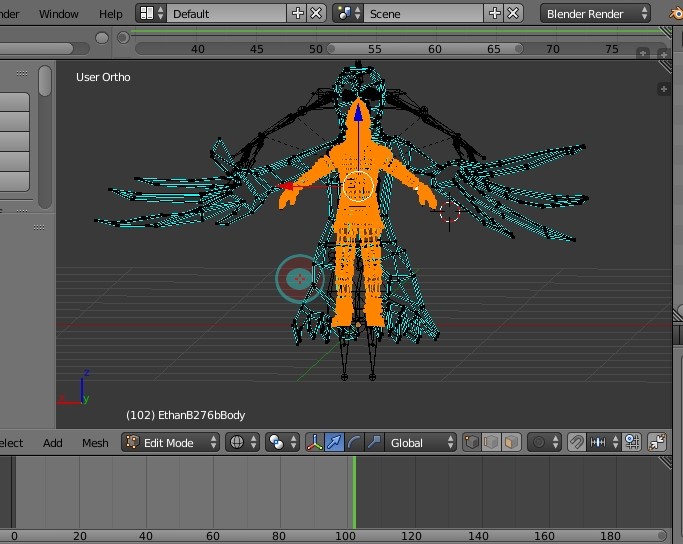 der Window Help Default Scene Blender Render
40 45 50 55 60 65 70 75
User Ortho
z
x y
(102) EthanB276bBody
elect Add Mesh Edit Mode Global
0 20 40 60 80 100 120 140 160 180